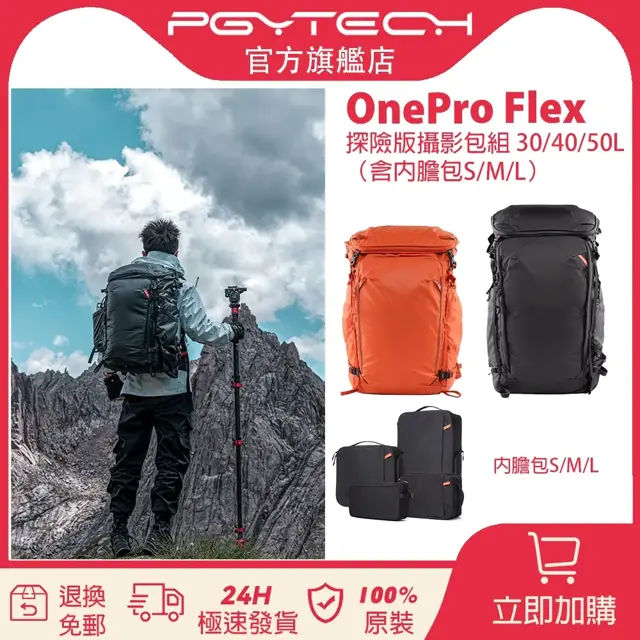 PGYTECH
官方旗艦店
OnePro Flex
探險版攝影包組 30/40/50L
（含內膽包S/M/L）
內膽包S/M/L
退換
免郵
24H
極速發貨
100%
原裝
立即加購